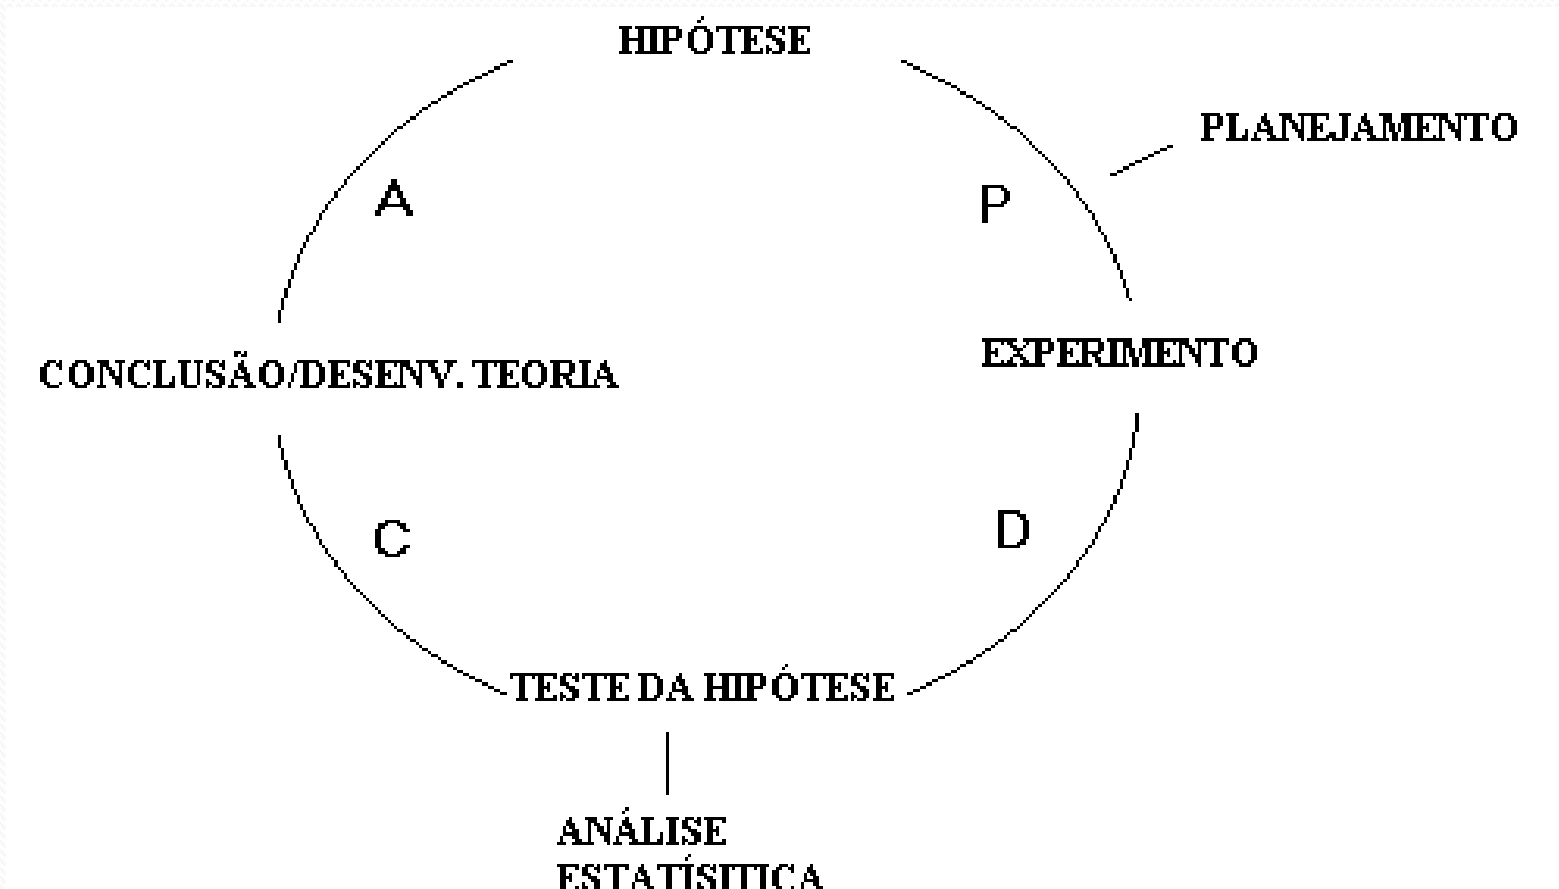 HIPÓTESE
PLANEJAMENTO
A
P
EXPERIMENTO
CONCLUSÃO/DESENV. TEORIA
C
D
TESTE DA HIPÓTESE
ANÁLISE
ESTATÍSITICA